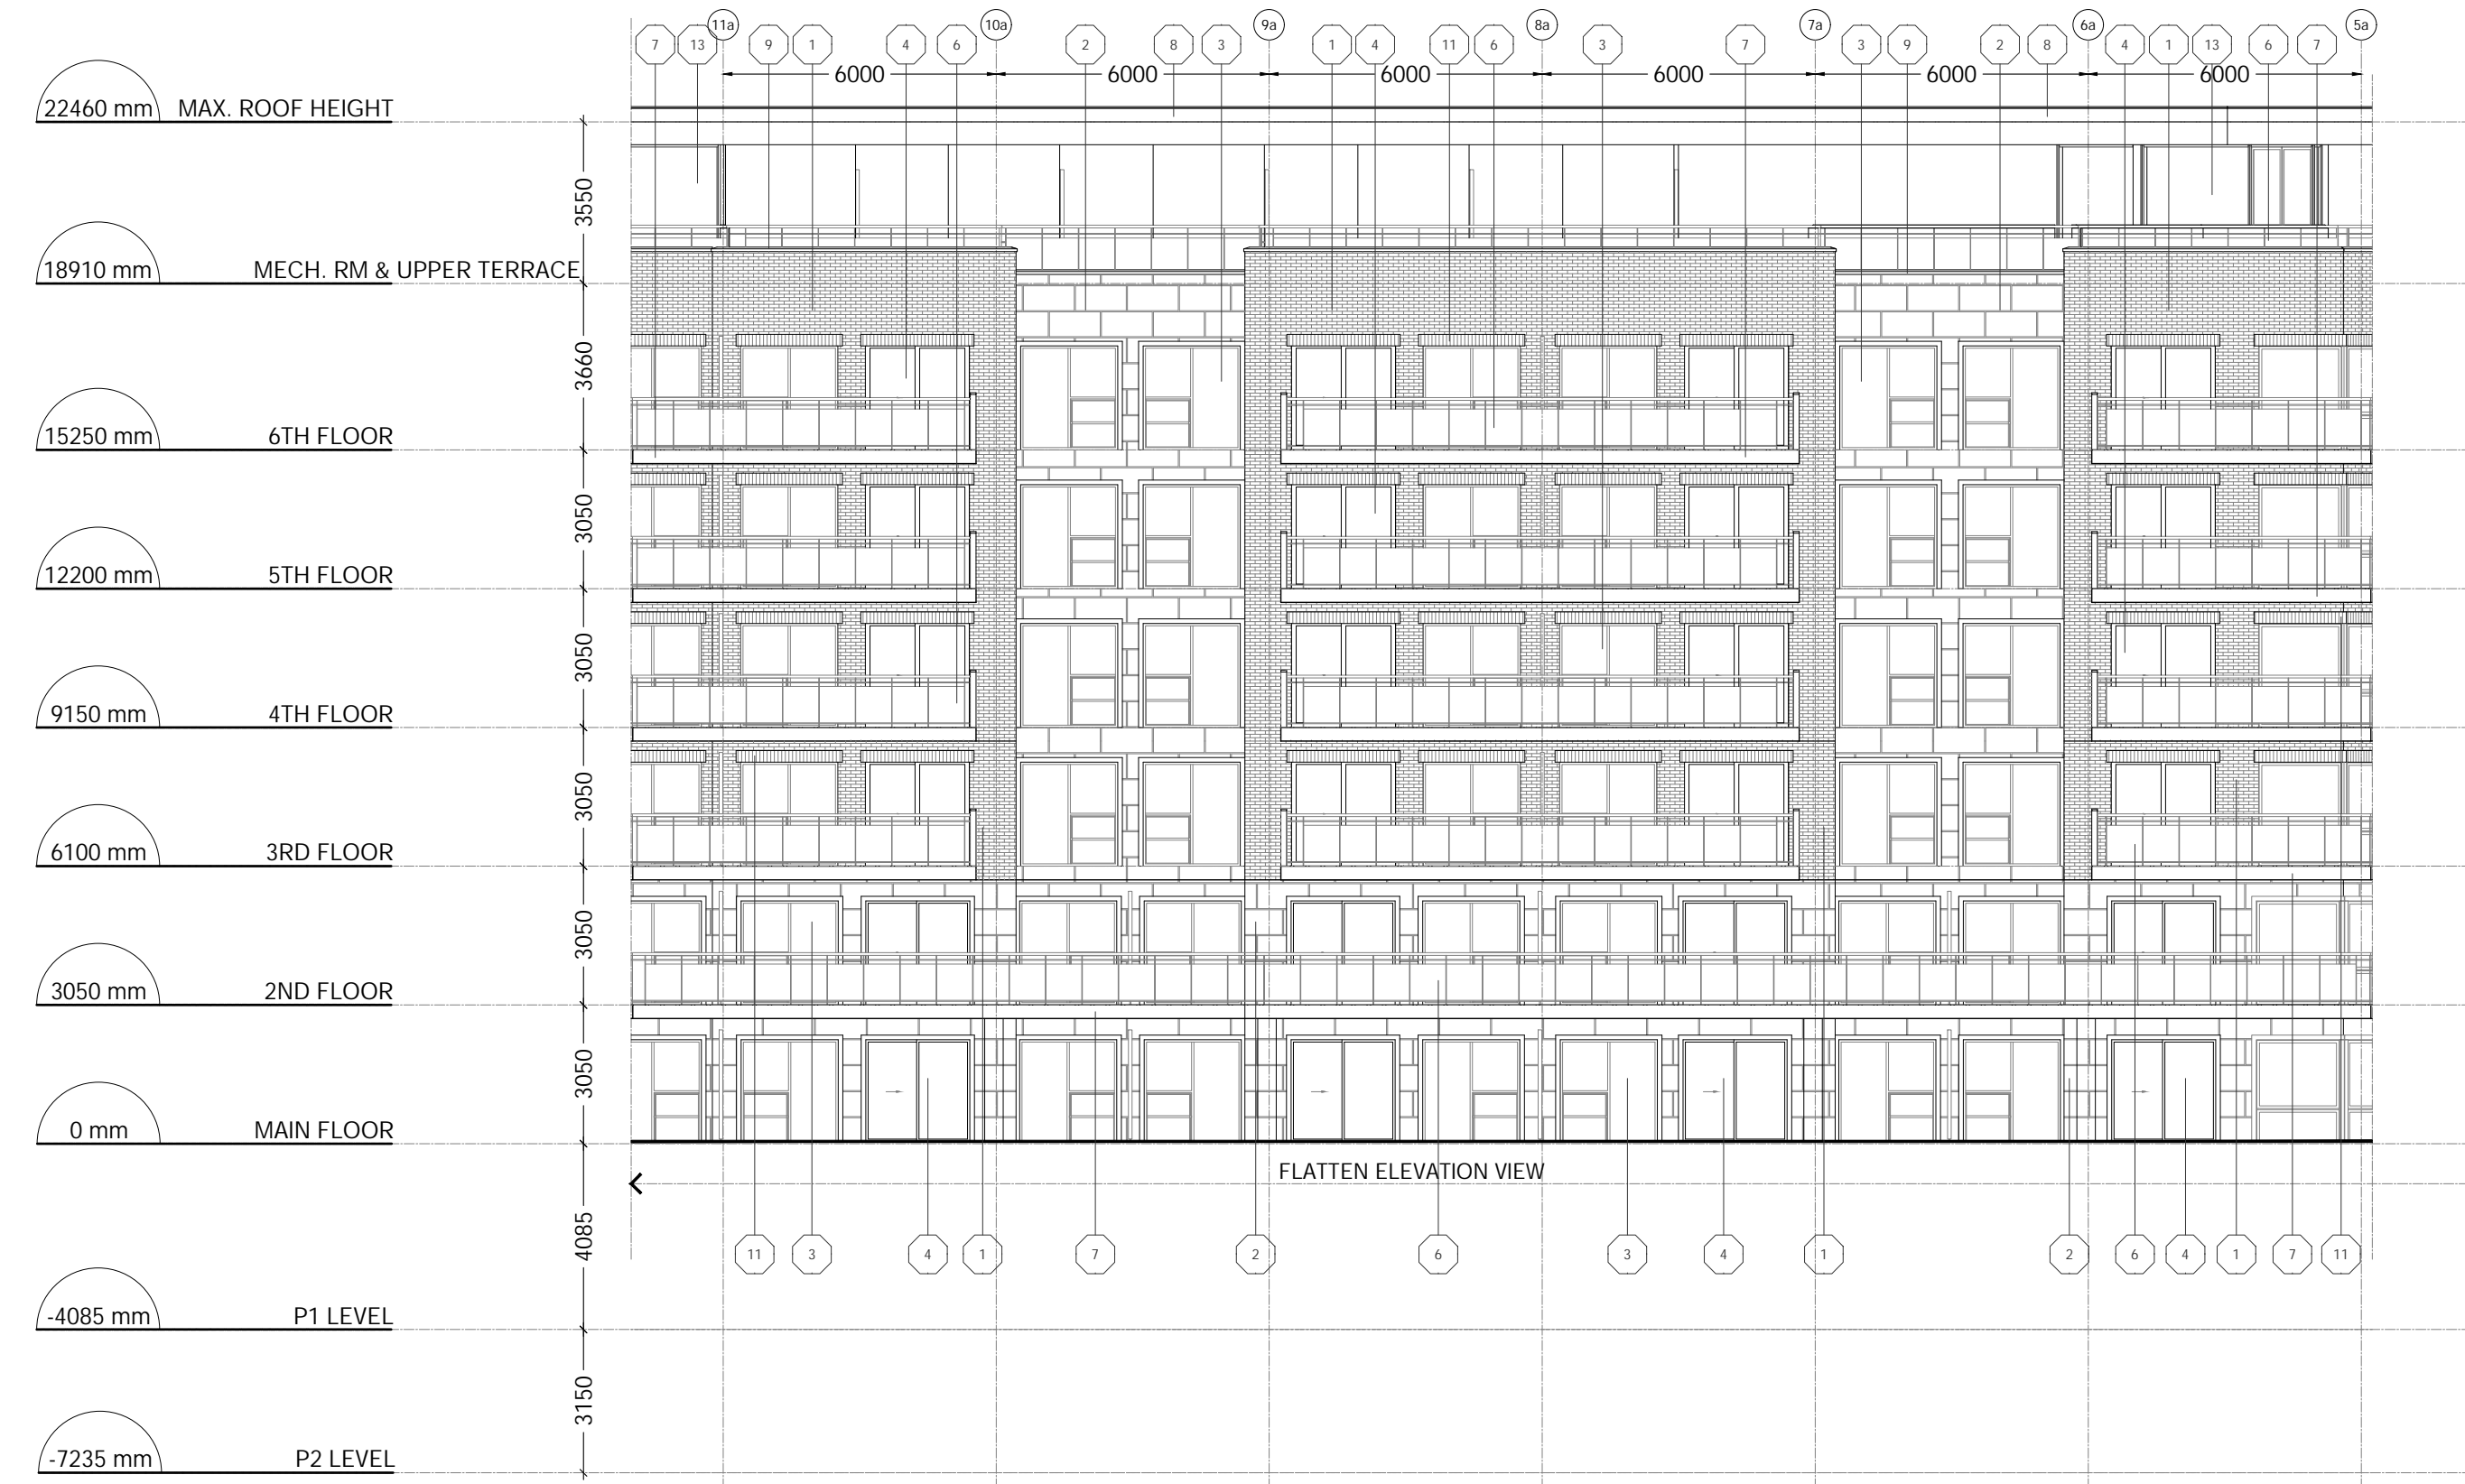 11a 10a 9a 8a 7a 6a 5a
7 13 9 1 4 6 2 8 3 1 4 11 6 3 7 3 9 2 8 4 1 13 6 7
6000 6000 6000 6000 6000 6000
22460 mm MAX. ROOF HEIGHT
3550
18910 mm MECH. RM & UPPER TERRACE
3660
15250 mm 6TH FLOOR
3050
12200 mm 5TH FLOOR
3050
9150 mm 4TH FLOOR
3050
6100 mm 3RD FLOOR
3050
3050 mm 2ND FLOOR
3050
0 mm MAIN FLOOR
FLATTEN ELEVATION VIEW
4085
11 3 4 1 7 2 6 3 4 1 2 6 4 1 7 11
-4085 mm P1 LEVEL
3150
-7235 mm P2 LEVEL